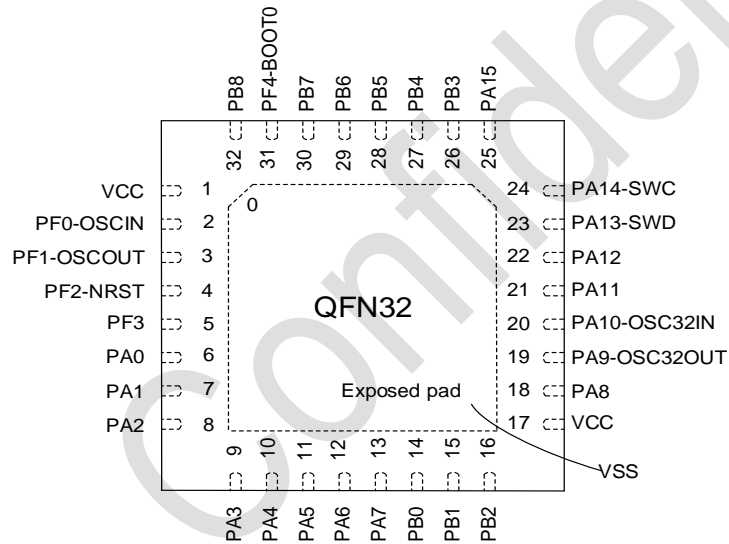 PB8
PF4-BOOT0
PB7
PB6
PB5
PB4
PB3
PA15
32
31
30
29
28
27
26
25
VCC 1
PF0-OSCIN 2
PF1-OSCOUT 3
PF2-NRST 4
PF3 5
PA0 6
PA1 7
PA2 8
0
QFN32
Exposed pad
24 PA14-SWC
23 PA13-SWD
22 PA12
21 PA11
20 PA10-OSC32IN
19 PA9-OSC32OUT
18 PA8
17 VCC
VSS
9
10
11
12
13
14
15
16
PA3
PA4
PA5
PA6
PA7
PB0
PB1
PB2